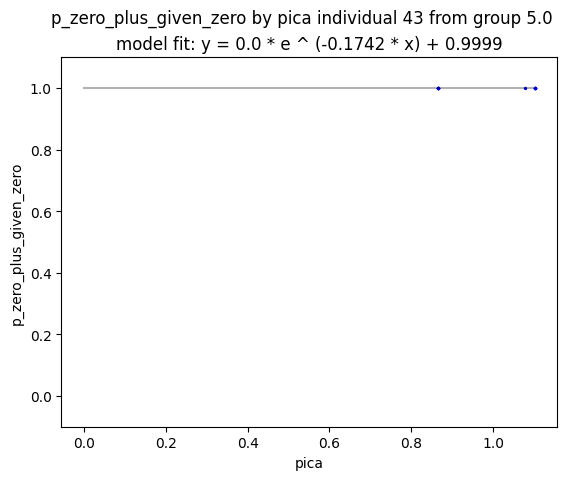 p_zero_plus_given_zero by pica individual 43 from group 5.0
model fit: y = 0.0 * e ^ (-0.1742 * x) + 0.9999
1.0
0.8
0.6
0.4
0.2
0.0
p_zero_plus_given_zero
0.0 0.2 0.4 0.6 0.8 1.0
pica